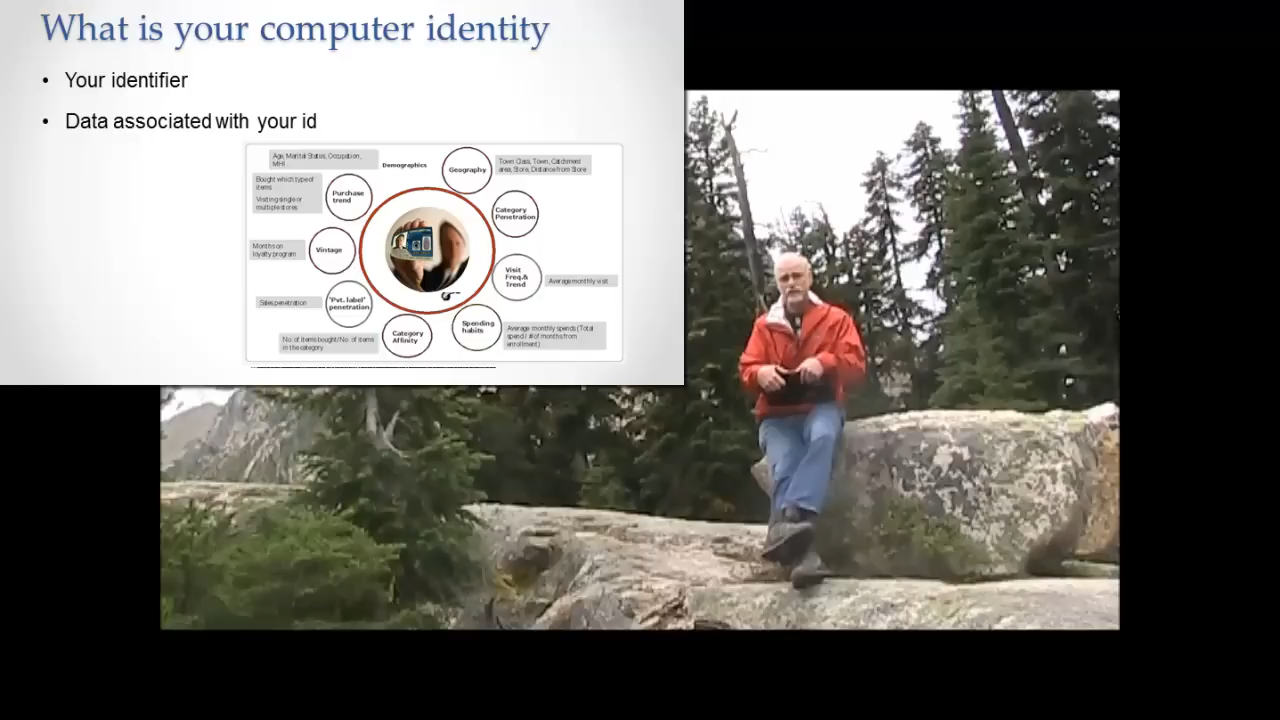 What is your computer identity
• Your identifier
• Data associated with your id
Age, Marital Status, Occupation,
MHI
Demographics
Geography
Town Class, Town, Catchment
area, Store, Distance from Store
Bought which type of
items
Visiting single or
multiple stores
Purchase
trend
Category
Penetration
Months on
loyalty program
Vintage
Visit
Freq.&
Trend
Average monthly visit
Sales penetration
'Pvt. label'
penetration
Spending
habits
Average monthly spends (Total
spend / # of months from
enrollment)
No. of items bought/No. of items
in the category
Category
Affinity